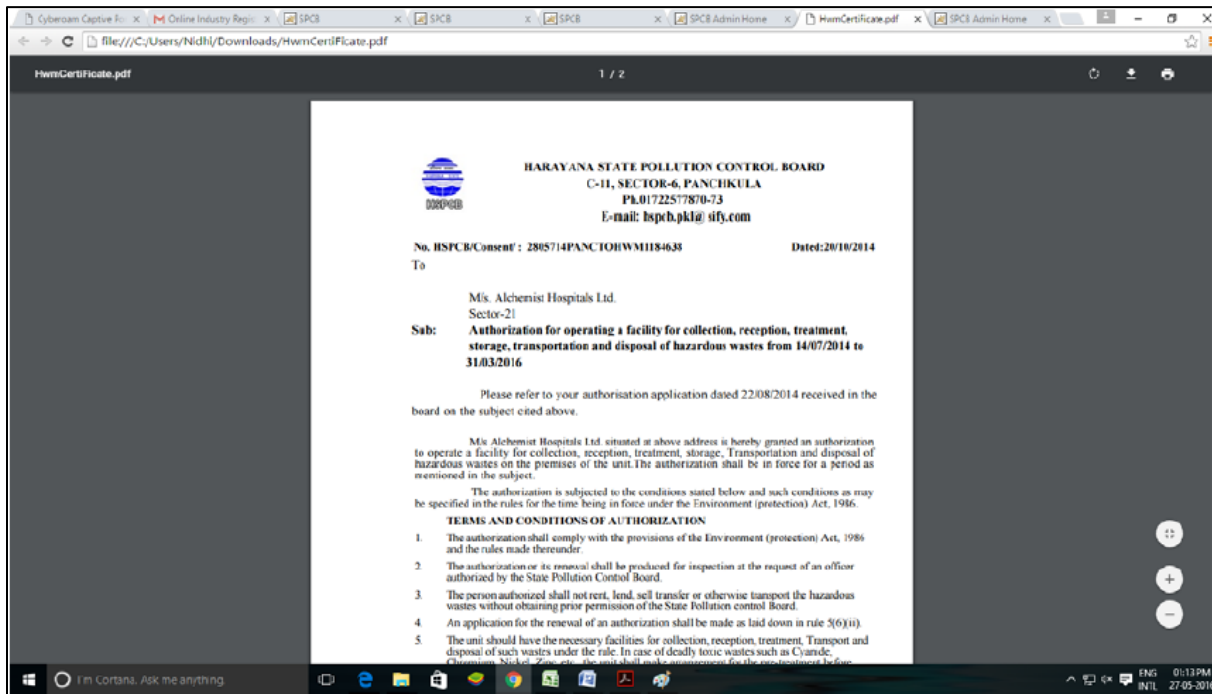 Cyberoam Captive Po
Online Industry Regis
SPCB
SPCB
SPCB
SPCB Admin Home
HwmCertiFicate.pdf
SPCB Admin Home
file:///C:/Users/Nidhi/Downloads/HwmCertiFicate.pdf
HwmCertiFicate.pdf
1 / 2
HARAYANA STATE POLLUTION CONTROL BOARD
C-11, SECTOR-6, PANCHKULA
Ph.01722577870-73
E-mail: hspcb.pkl@ sify.com
HSPCB
No. HSPCB/Consent/ : 2805714PANCTOHWM1184638 Dated:20/10/2014
To
M/s. Alchemist Hospitals Ltd.
Sector-21
Sub: Authorization for operating a facility for collection, reception, treatment,
storage, transportation and disposal of hazardous wastes from 14/07/2014 to
31/03/2016
Please refer to your authorisation application dated 22/08/2014 received in the
board on the subject cited above.
M/s Alchemist Hospitals Ltd. situated at above address is hereby granted an authorization
to operate a facility for collection, reception, treatment, storage, Transportation and disposal of
hazardous wastes on the premises of the unit.The authorization shall be in force for a period as
mentioned in the subject.
The authorization is subjected to the conditions stated below and such conditions as may
be specified in the rules for the time being in force under the Environment (protection) Act, 1986.
TERMS AND CONDITIONS OF AUTHORIZATION
1. The authorization shall comply with the provisions of the Environment (protection) Act, 1986
and the rules made thereunder.
2. The authorization or its renewal shall be produced for inspection at the request of an officer
authorized by the State Pollution Control Board.
3. The person authorized shall not rent, lend, sell transfer or otherwise transport the hazardous
wastes without obtaining prior permission of the State Pollution control Board.
4. An application for the renewal of an authorization shall be made as laid down in rule 5(6)(ii).
5. The unit should have the necessary facilities for collection, reception, treatment, Transport and
disposal of such wastes under the rule. In case of deadly toxic wastes such as Cyanide,
Chromium, Nickel, Zinc, etc., the unit shall make arrangement for the pre-treatment before
I'm Cortana. Ask me anything.
ENG 01:13 PM
INTL 27-05-2016